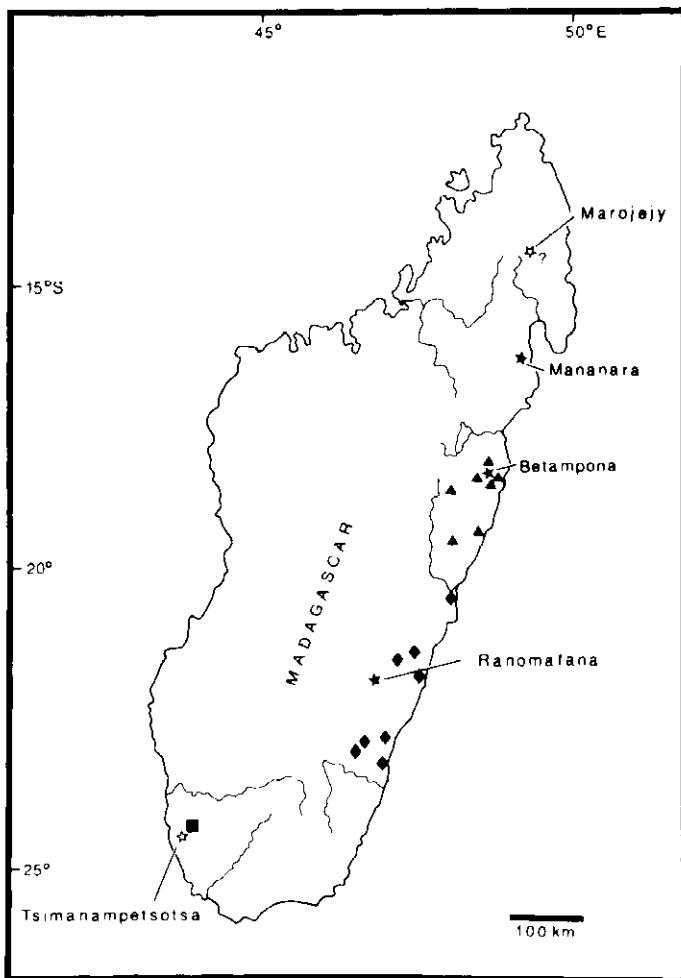 45°
50°E
Marojejy
?
15°S
Mananara
Betampona
MADAGASCAR
20°
Ranomafana
25°
Tsimanampetsotsa
100 km